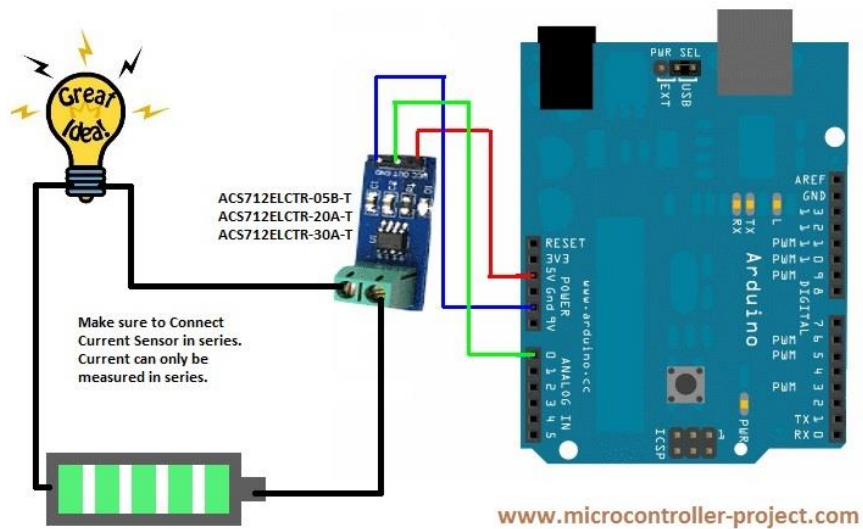 Great
Idea!
ACS712ELCTR-05B-T
ACS712ELCTR-20A-T
ACS712ELCTR-30A-T
VCC OUT GND
Make sure to Connect
Current Sensor in series.
Current can only be
measured in series.
PWR SEL
EXT
USB
RESET
3V3
5V
Gnd
9V
POWER
www.arduino.cc
ANALOG IN
0
1
2
3
4
5
AREF
GND
13
12
11
10
9
8
PWM
PWM
PWM
DIGITAL
7
6
5
4
3
2
1
0
PWM
PWM
PWM
TX
RX
RX
TX
L
Arduino
PWR
ICSP
1
www.microcontroller-project.com